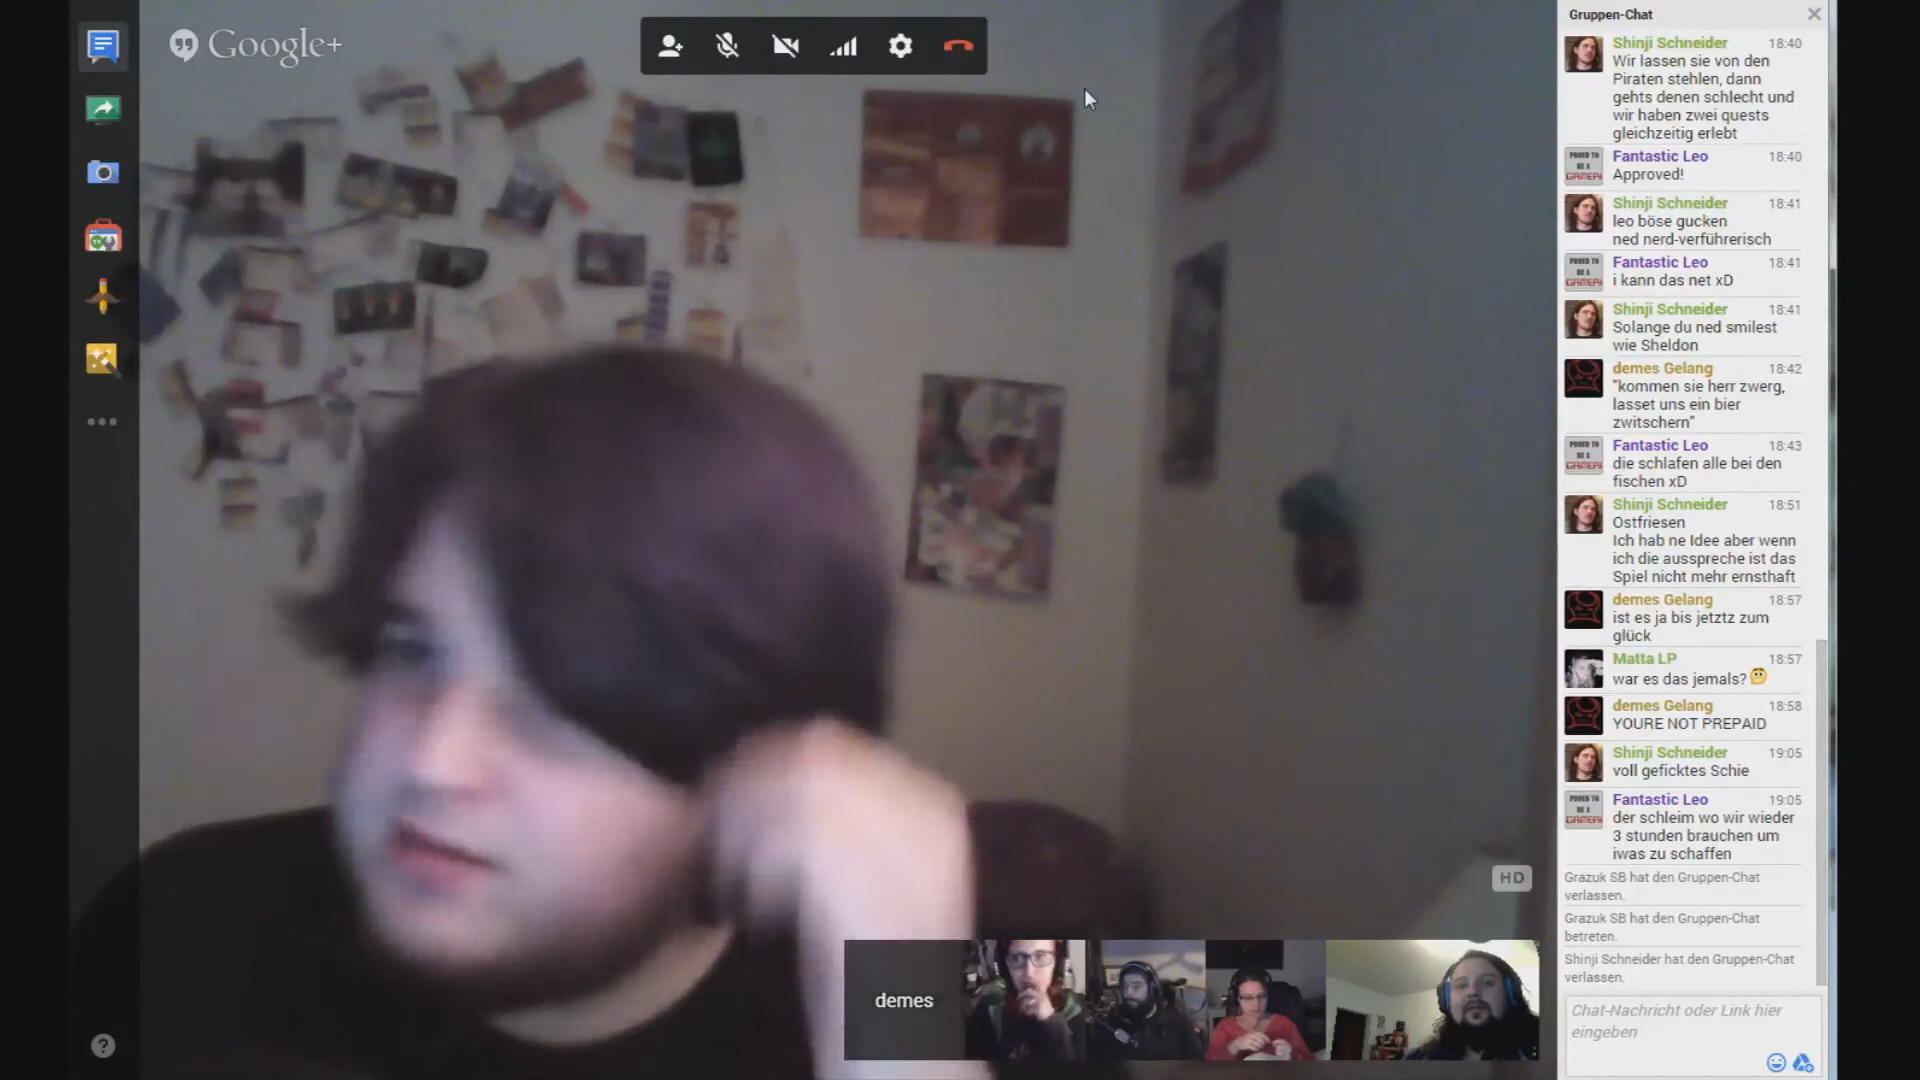 Google+
Gruppen-Chat
Shinji Schneider 18:40
Wir lassen sie von den
Piraten stehlen, dann
gehts denen schlecht und
wir haben zwei quests
gleichzeitig erlebt
Fantastic Leo 18:40
Approved!
Shinji Schneider 18:41
leo böse gucken
ned nerd-verführerisch
Fantastic Leo 18:41
i kann das net xD
Shinji Schneider 18:41
Solange du ned smilest
wie Sheldon
demes Gelang 18:42
"kommen sie herr zwerg,
lasset uns ein bier
zwitschern"
Fantastic Leo 18:43
die schlafen alle bei den
fischen xD
Shinji Schneider 18:51
Ostfriesen
Ich hab ne Idee aber wenn
ich die ausspreche ist das
Spiel nicht mehr ernsthaft
demes Gelang 18:57
ist es ja bis jetztz zum
glück
Matta LP 18:57
war es das jemals?
demes Gelang 18:58
YOURE NOT PREPAID
Shinji Schneider 19:05
voll geficktes Schie
Fantastic Leo 19:05
der schleim wo wir wieder
3 stunden brauchen um
iwas zu schaffen
Grazuk SB hat den Gruppen-Chat
verlassen.
Grazuk SB hat den Gruppen-Chat
betreten.
Shinji Schneider hat den Gruppen-Chat
verlassen.
Chat-Nachricht oder Link hier
eingeben
HD
demes